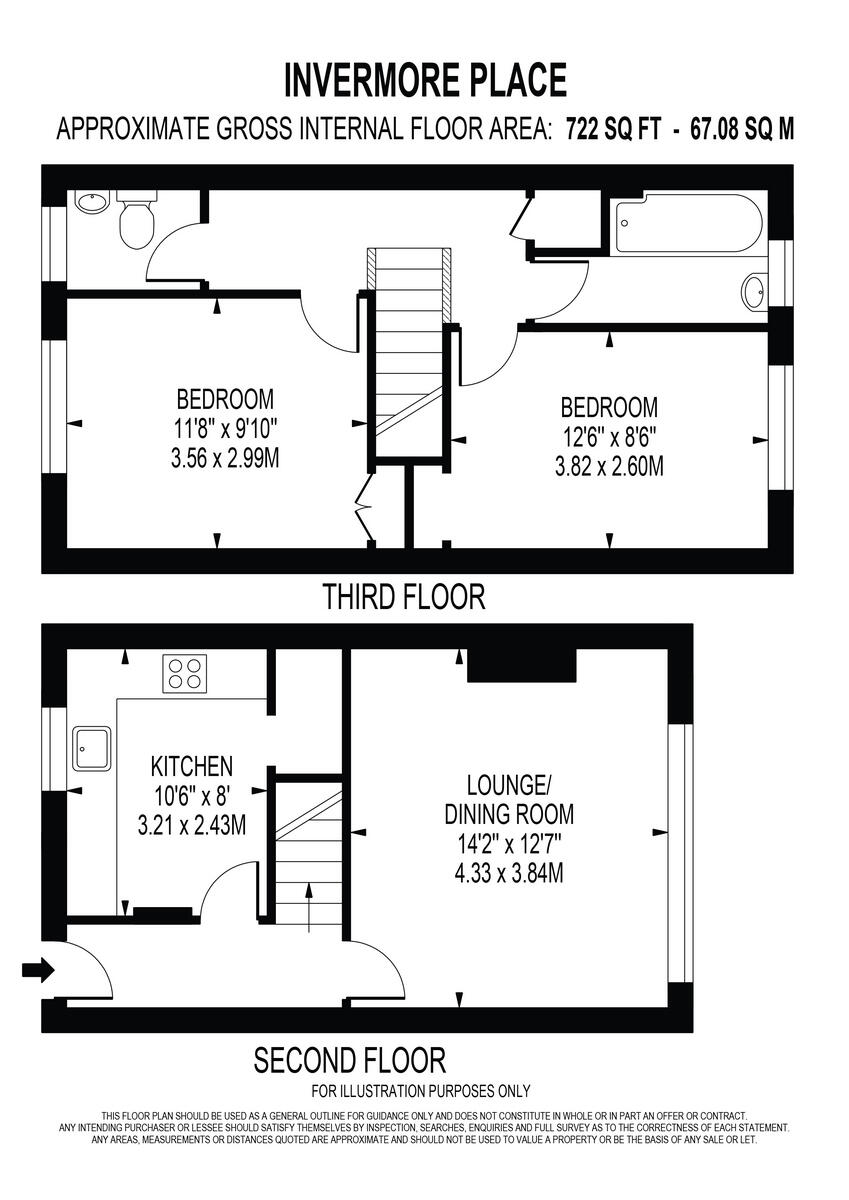 INVERMORE PLACE
APPROXIMATE GROSS INTERNAL FLOOR AREA: 722 SQ FT - 67.08 SQ M
BEDROOM
11'8" x 9'10"
3.56 x 2.99M
BEDROOM
12'6" x 8'6"
3.82 x 2.60M
THIRD FLOOR
KITCHEN
10'6" x 8'
3.21 x 2.43M
LOUNGE/
DINING ROOM
14'2" x 12'7"
4.33 x 3.84M
SECOND FLOOR
FOR ILLUSTRATION PURPOSES ONLY
THIS FLOOR PLAN SHOULD BE USED AS A GENERAL OUTLINE FOR GUIDANCE ONLY AND DOES NOT CONSTITUTE IN WHOLE OR IN PART AN OFFER OR CONTRACT.
ANY INTENDING PURCHASER OR LESSEE SHOULD SATISFY THEMSELVES BY INSPECTION, SEARCHES, ENQUIRIES AND FULL SURVEY AS TO THE CORRECTNESS OF EACH STATEMENT.
ANY AREAS, MEASUREMENTS OR DISTANCES QUOTED ARE APPROXIMATE AND SHOULD NOT BE USED TO VALUE A PROPERTY OR BE THE BASIS OF ANY SALE OR LET.